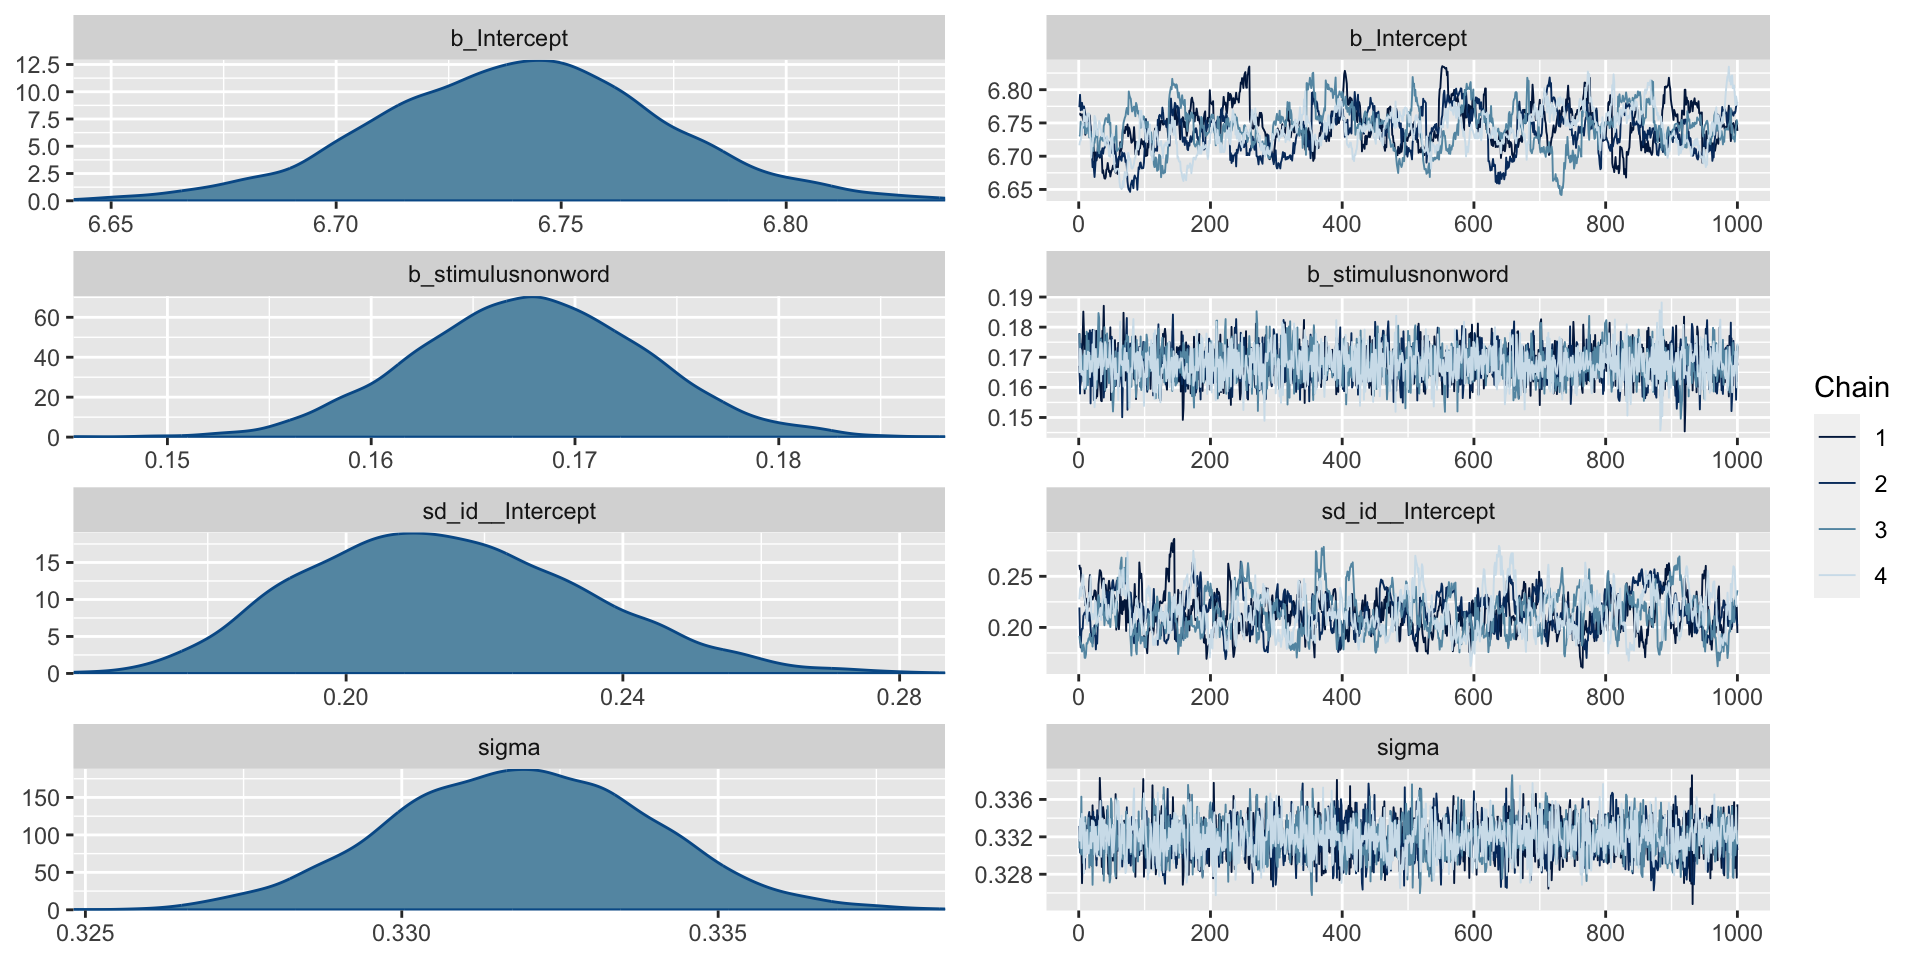 b_Intercept
12.5
10.0
7.5
5.0
2.5
0.0
6.65 6.70 6.75 6.80
b_Intercept
6.80
6.75
6.70
6.65
0 200 400 600 800 1000
b_stimulusnonword
60
40
20
0
0.15 0.16 0.17 0.18
b_stimulusnonword
0.19
0.18
0.17
0.16
0.15
0 200 400 600 800 1000
sd_id__Intercept
15
10
5
0
0.20 0.24 0.28
sd_id__Intercept
0.25
0.20
0 200 400 600 800 1000
sigma
150
100
50
0
0.325 0.330 0.335
sigma
0.336
0.332
0.328
0 200 400 600 800 1000
Chain
1
2
3
4